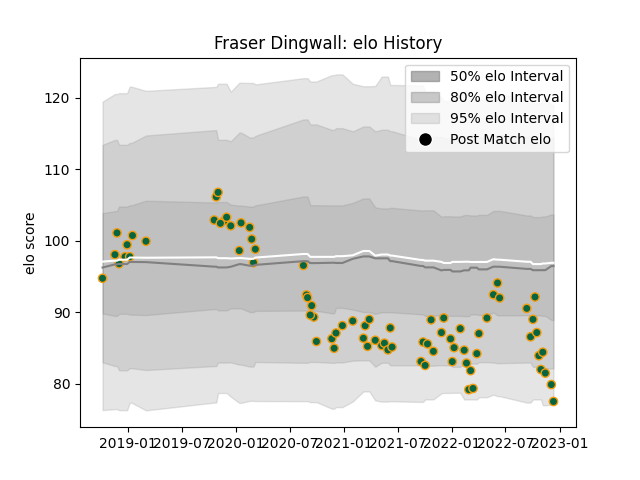 Fraser Dingwall: elo History
50% elo Interval
80% elo Interval
95% elo Interval
Post Match elo
elo score
120
110
100
90
80
2019-01 2019-07 2020-01 2020-07 2021-01 2021-07 2022-01 2022-07 2023-01